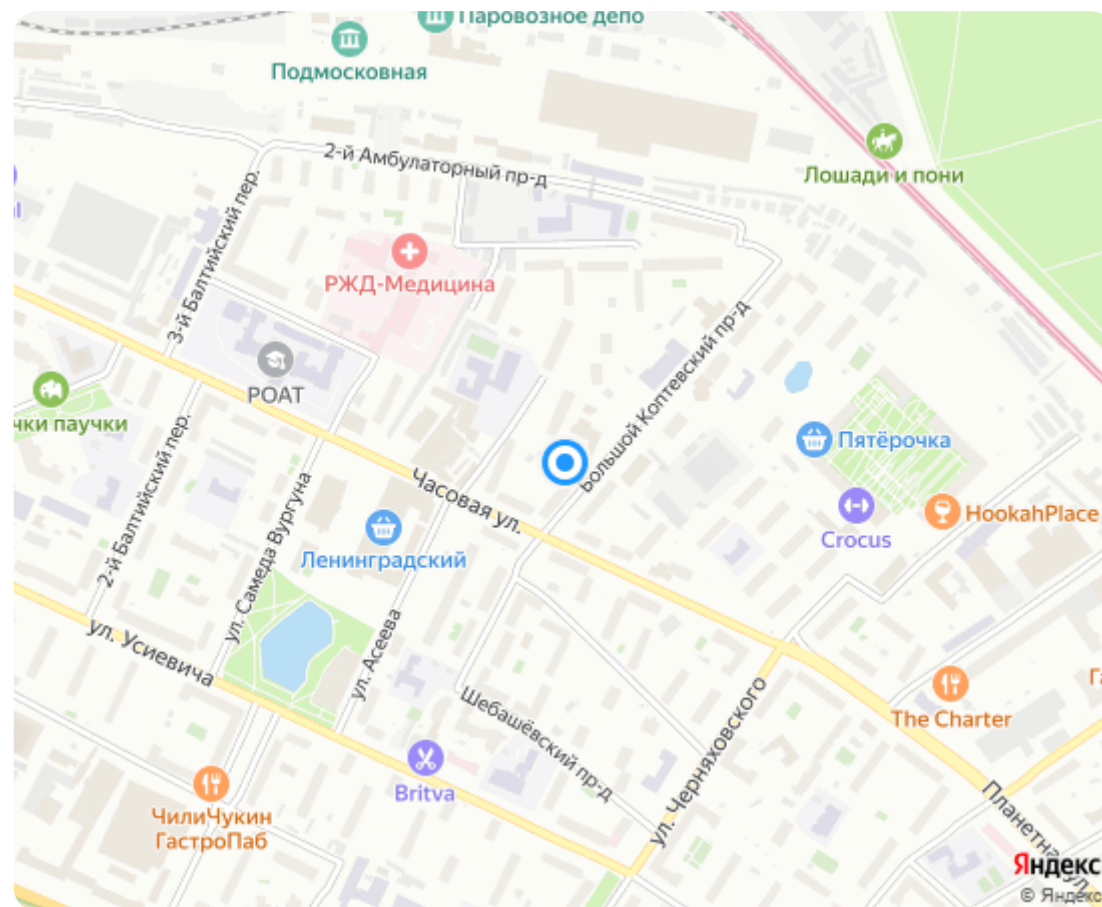 Паровозное депо
Подмосковная
2-й Амбулаторный пр-д
Лошади и пони
3-й Балтийский пер.
РЖД-Медицина
РОАТ
Большой Коптевский пр-д
чки паучки
Пятёрочка
2-й Балтийский пер.
Часовая ул.
HookahPlace
Crocus
ул. Самеда Вургуна
Ленинградский
ул. Усиевича
ул. Асеева
Шебашёвский пр-д
ул. Черняховского
The Charter
Britva
ЧилиЧукин
ГастроПаб
Планетная ул.
Яндекс
© Яндекс